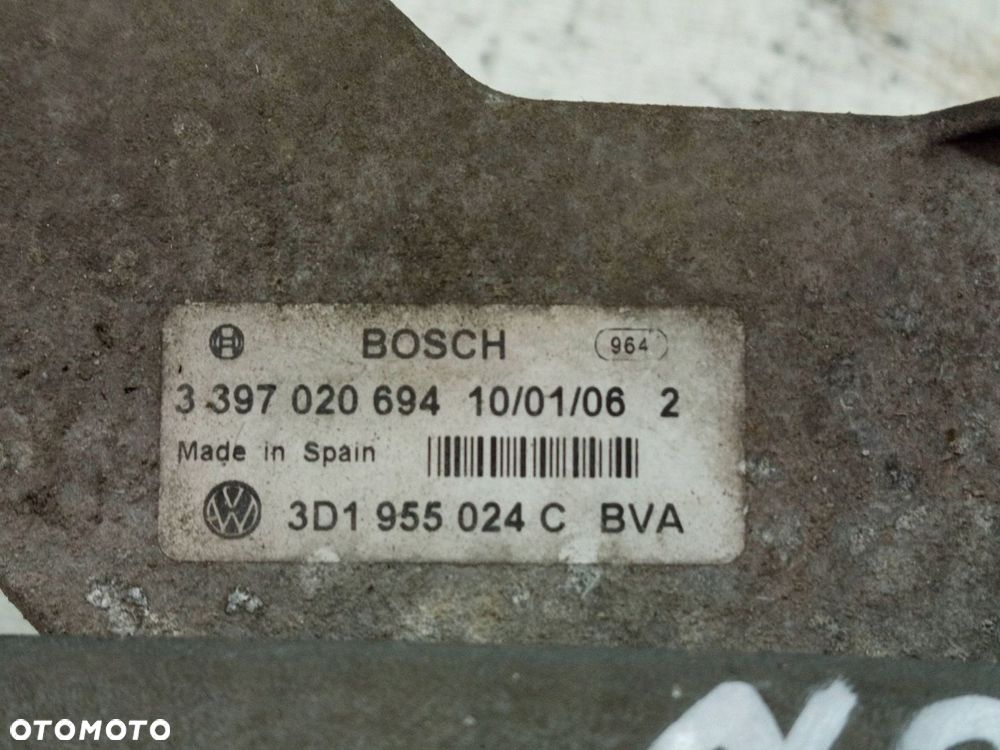 BOSCH 964
3 397 020 694 10/01/06 2
Made in Spain
3D1 955 024 C BVA
OTOMOTO